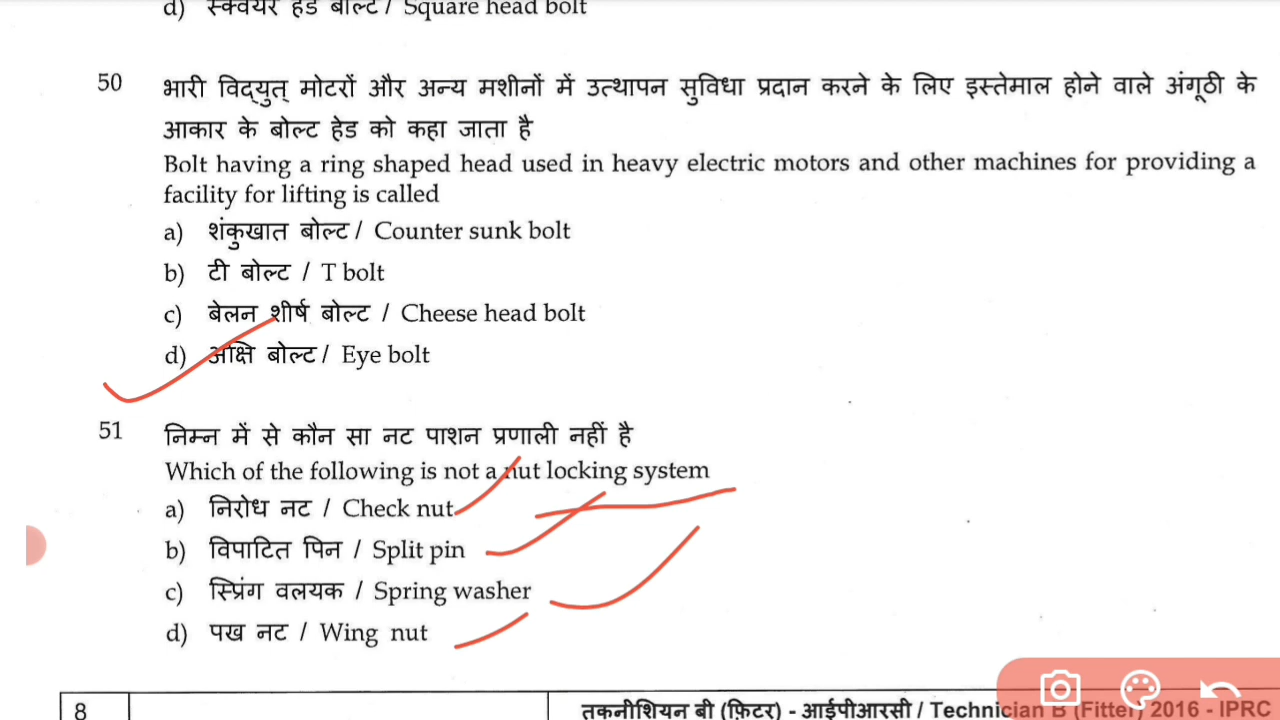 d) स्क्वेयर हेड बोल्ट / Square head bolt
50 भारी विद्युत् मोटरों और अन्य मशीनों में उत्थापन सुविधा प्रदान करने के लिए इस्तेमाल होने वाले अंगूठी के
आकार के बोल्ट हेड को कहा जाता है
Bolt having a ring shaped head used in heavy electric motors and other machines for providing a
facility for lifting is called
a) शंकुखात बोल्ट / Counter sunk bolt
b) टी बोल्ट / T bolt
c) बेलन शीर्ष बोल्ट / Cheese head bolt
d) अक्षि बोल्ट / Eye bolt
51 निम्न में से कौन सा नट पाशन प्रणाली नहीं है
Which of the following is not a nut locking system
a) निरोध नट / Check nut
b) विपाटित पिन / Split pin
c) स्प्रिंग वलयक / Spring washer
d) पख नट / Wing nut
8 तकनीशियन बी (फ़िटर) - आईपीआरसी / Technician B (Fitter) 2016 - IPRC